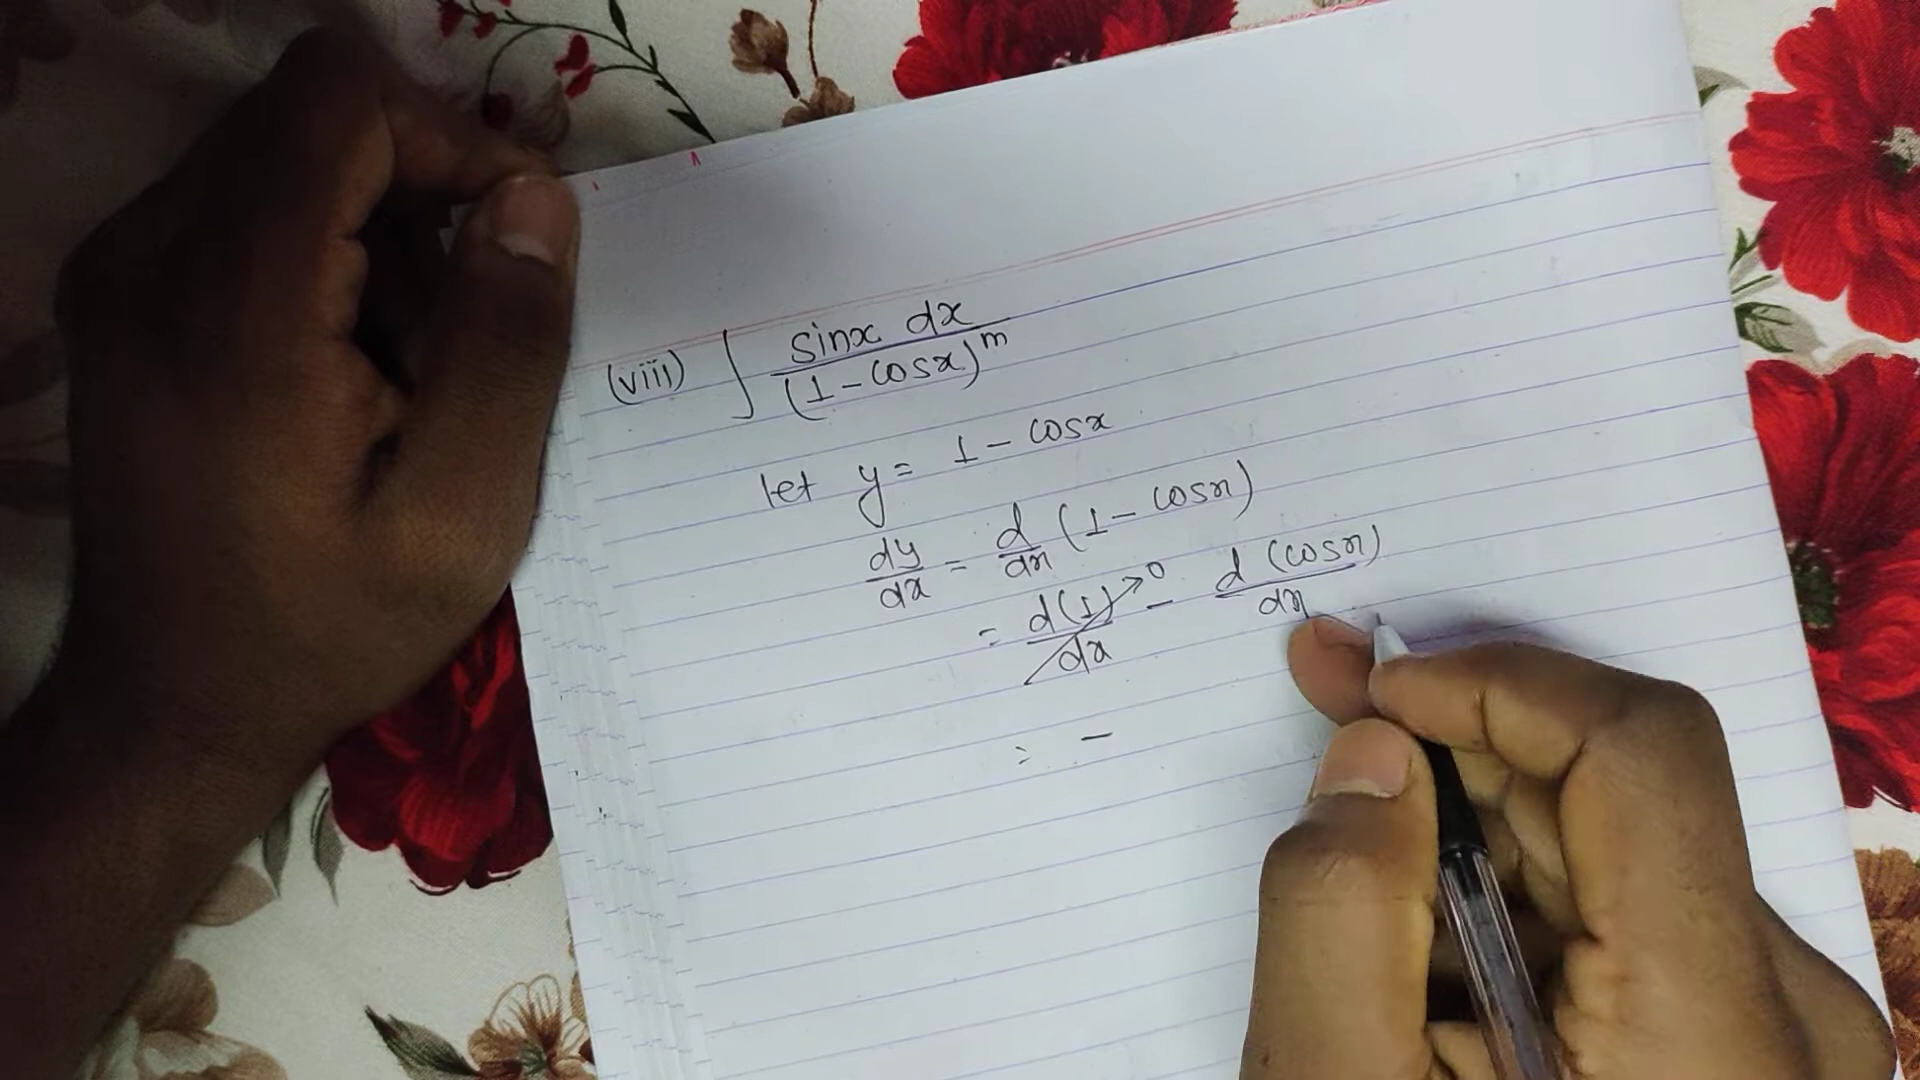 (viii) ∫ sinx dx / (1 - cosx)^m
let y = 1 - cosx
dy/dx = d/dx (1 - cosx)
= d(1)/dx →0 - d (cosx)/dx
= -